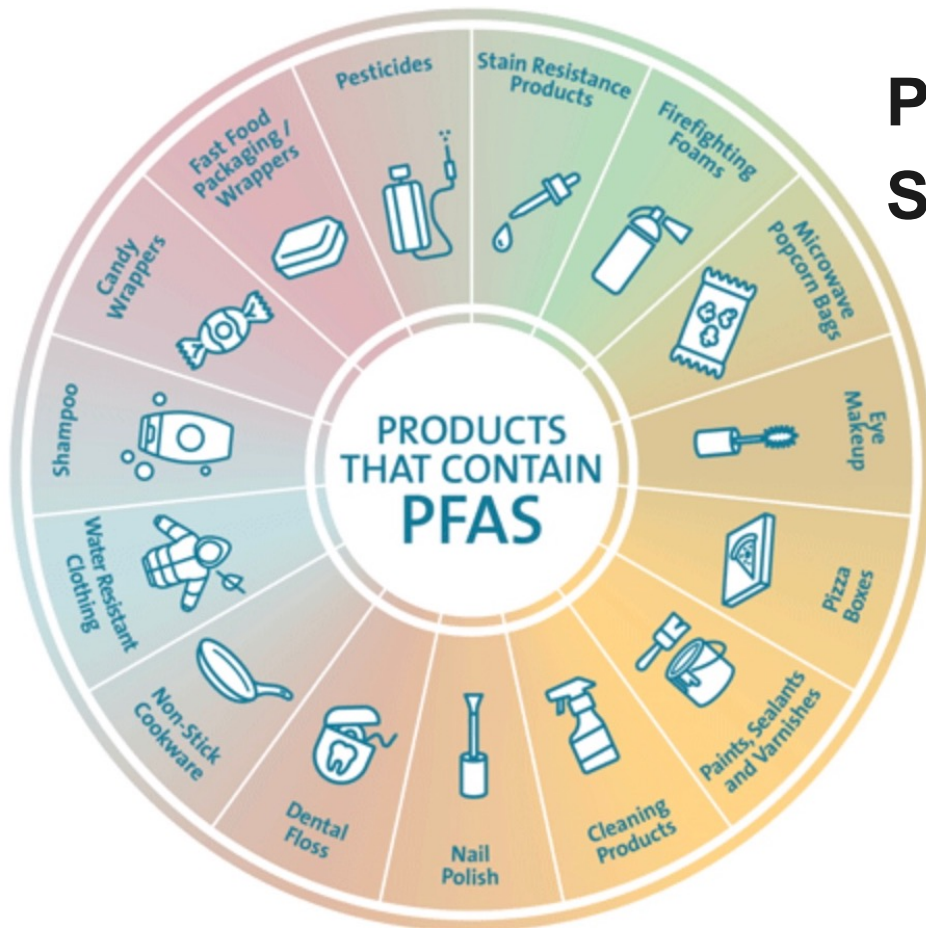 PRODUCTS
THAT CONTAIN
PFAS
Stain Resistance
Products
Firefighting
Foams
Microwave
Popcorn Bags
Eye
Makeup
Pizza
Boxes
Paints, Sealants
and Varnishes
Cleaning
Products
Nail
Polish
Dental
Floss
Non-Stick
Cookware
Water Resistant
Clothing
Shampoo
Candy
Wrappers
Fast Food
Packaging /
Wrappers
Pesticides
P
S